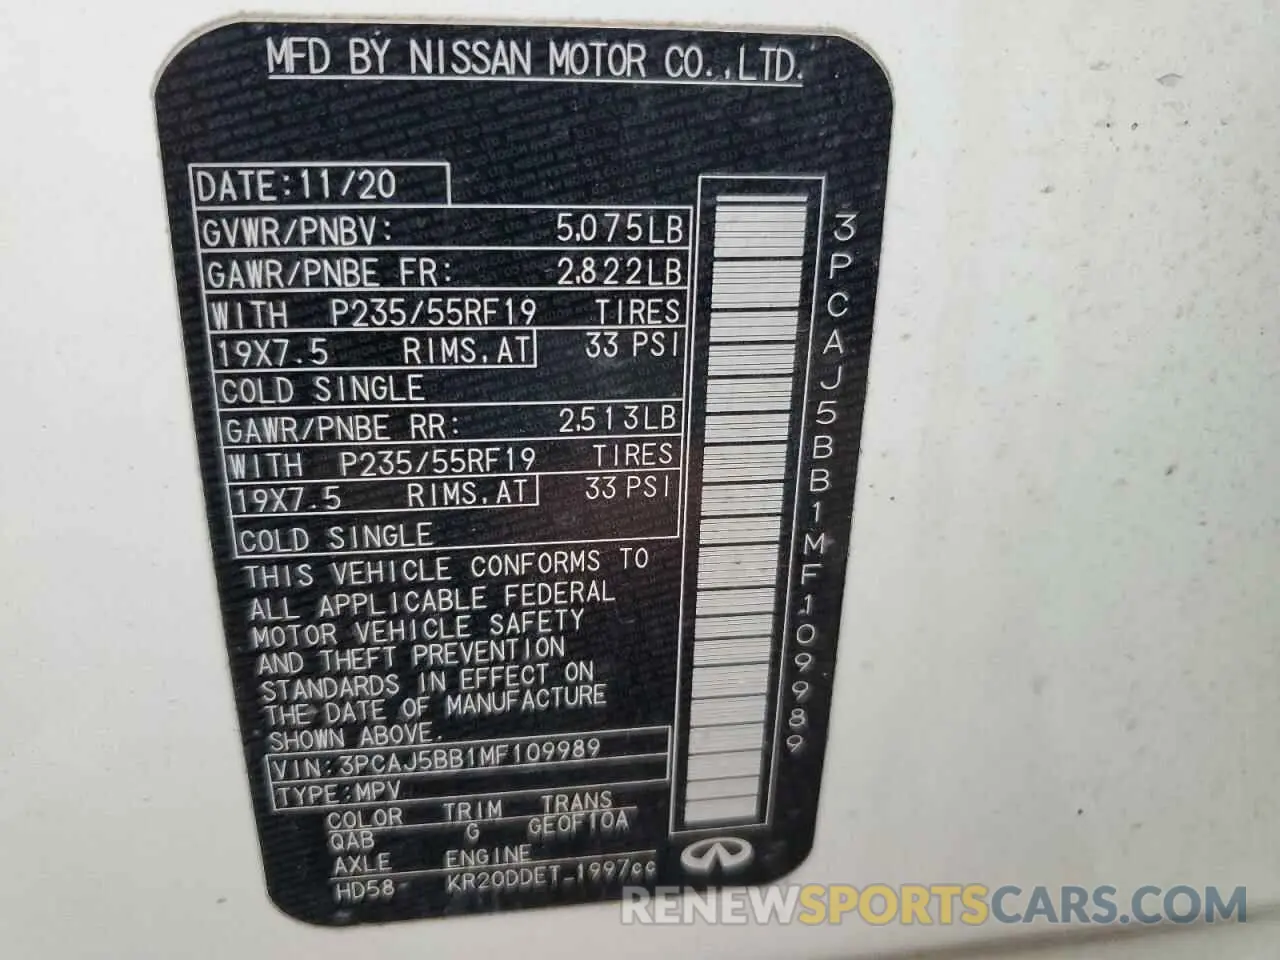 MFD BY NISSAN MOTOR CO.,LTD.
DATE:11/20
GVWR/PNBV: 5,075LB
GAWR/PNBE FR: 2,822LB
WITH P235/55RF19 TIRES
19X7.5 RIMS,AT 33 PSI
COLD SINGLE
GAWR/PNBE RR: 2,513LB
WITH P235/55RF19 TIRES
19X7.5 RIMS,AT 33 PSI
COLD SINGLE
THIS VEHICLE CONFORMS TO
ALL APPLICABLE FEDERAL
MOTOR VEHICLE SAFETY
AND THEFT PREVENTION
STANDARDS IN EFFECT ON
THE DATE OF MANUFACTURE
SHOWN ABOVE.
VIN:3PCAJ5BB1MF109989
TYPE:MPV
COLOR TRIM TRANS
QAB G GE0F10A
AXLE ENGINE
HD58 KR20DDET-1997cc
3PCAJ5BB1MF109989
RENEWSPORTSCARS.COM